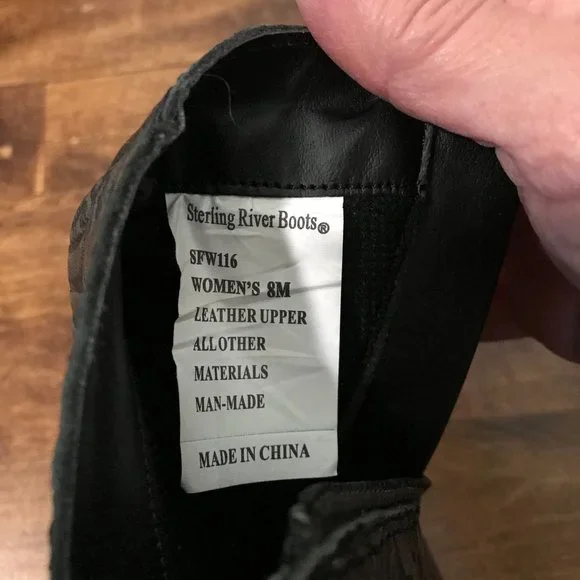 Sterling River Boots®
SFW116
WOMEN'S 8M
LEATHER UPPER
ALL OTHER
MATERIALS
MAN-MADE
MADE IN CHINA